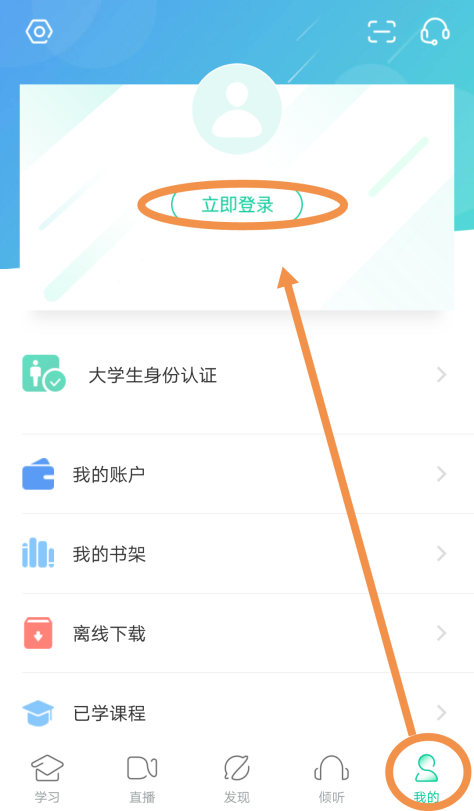 立即登录
大学生身份认证
我的账户
我的书架
离线下载
已学课程
学习
直播
发现
倾听
我的